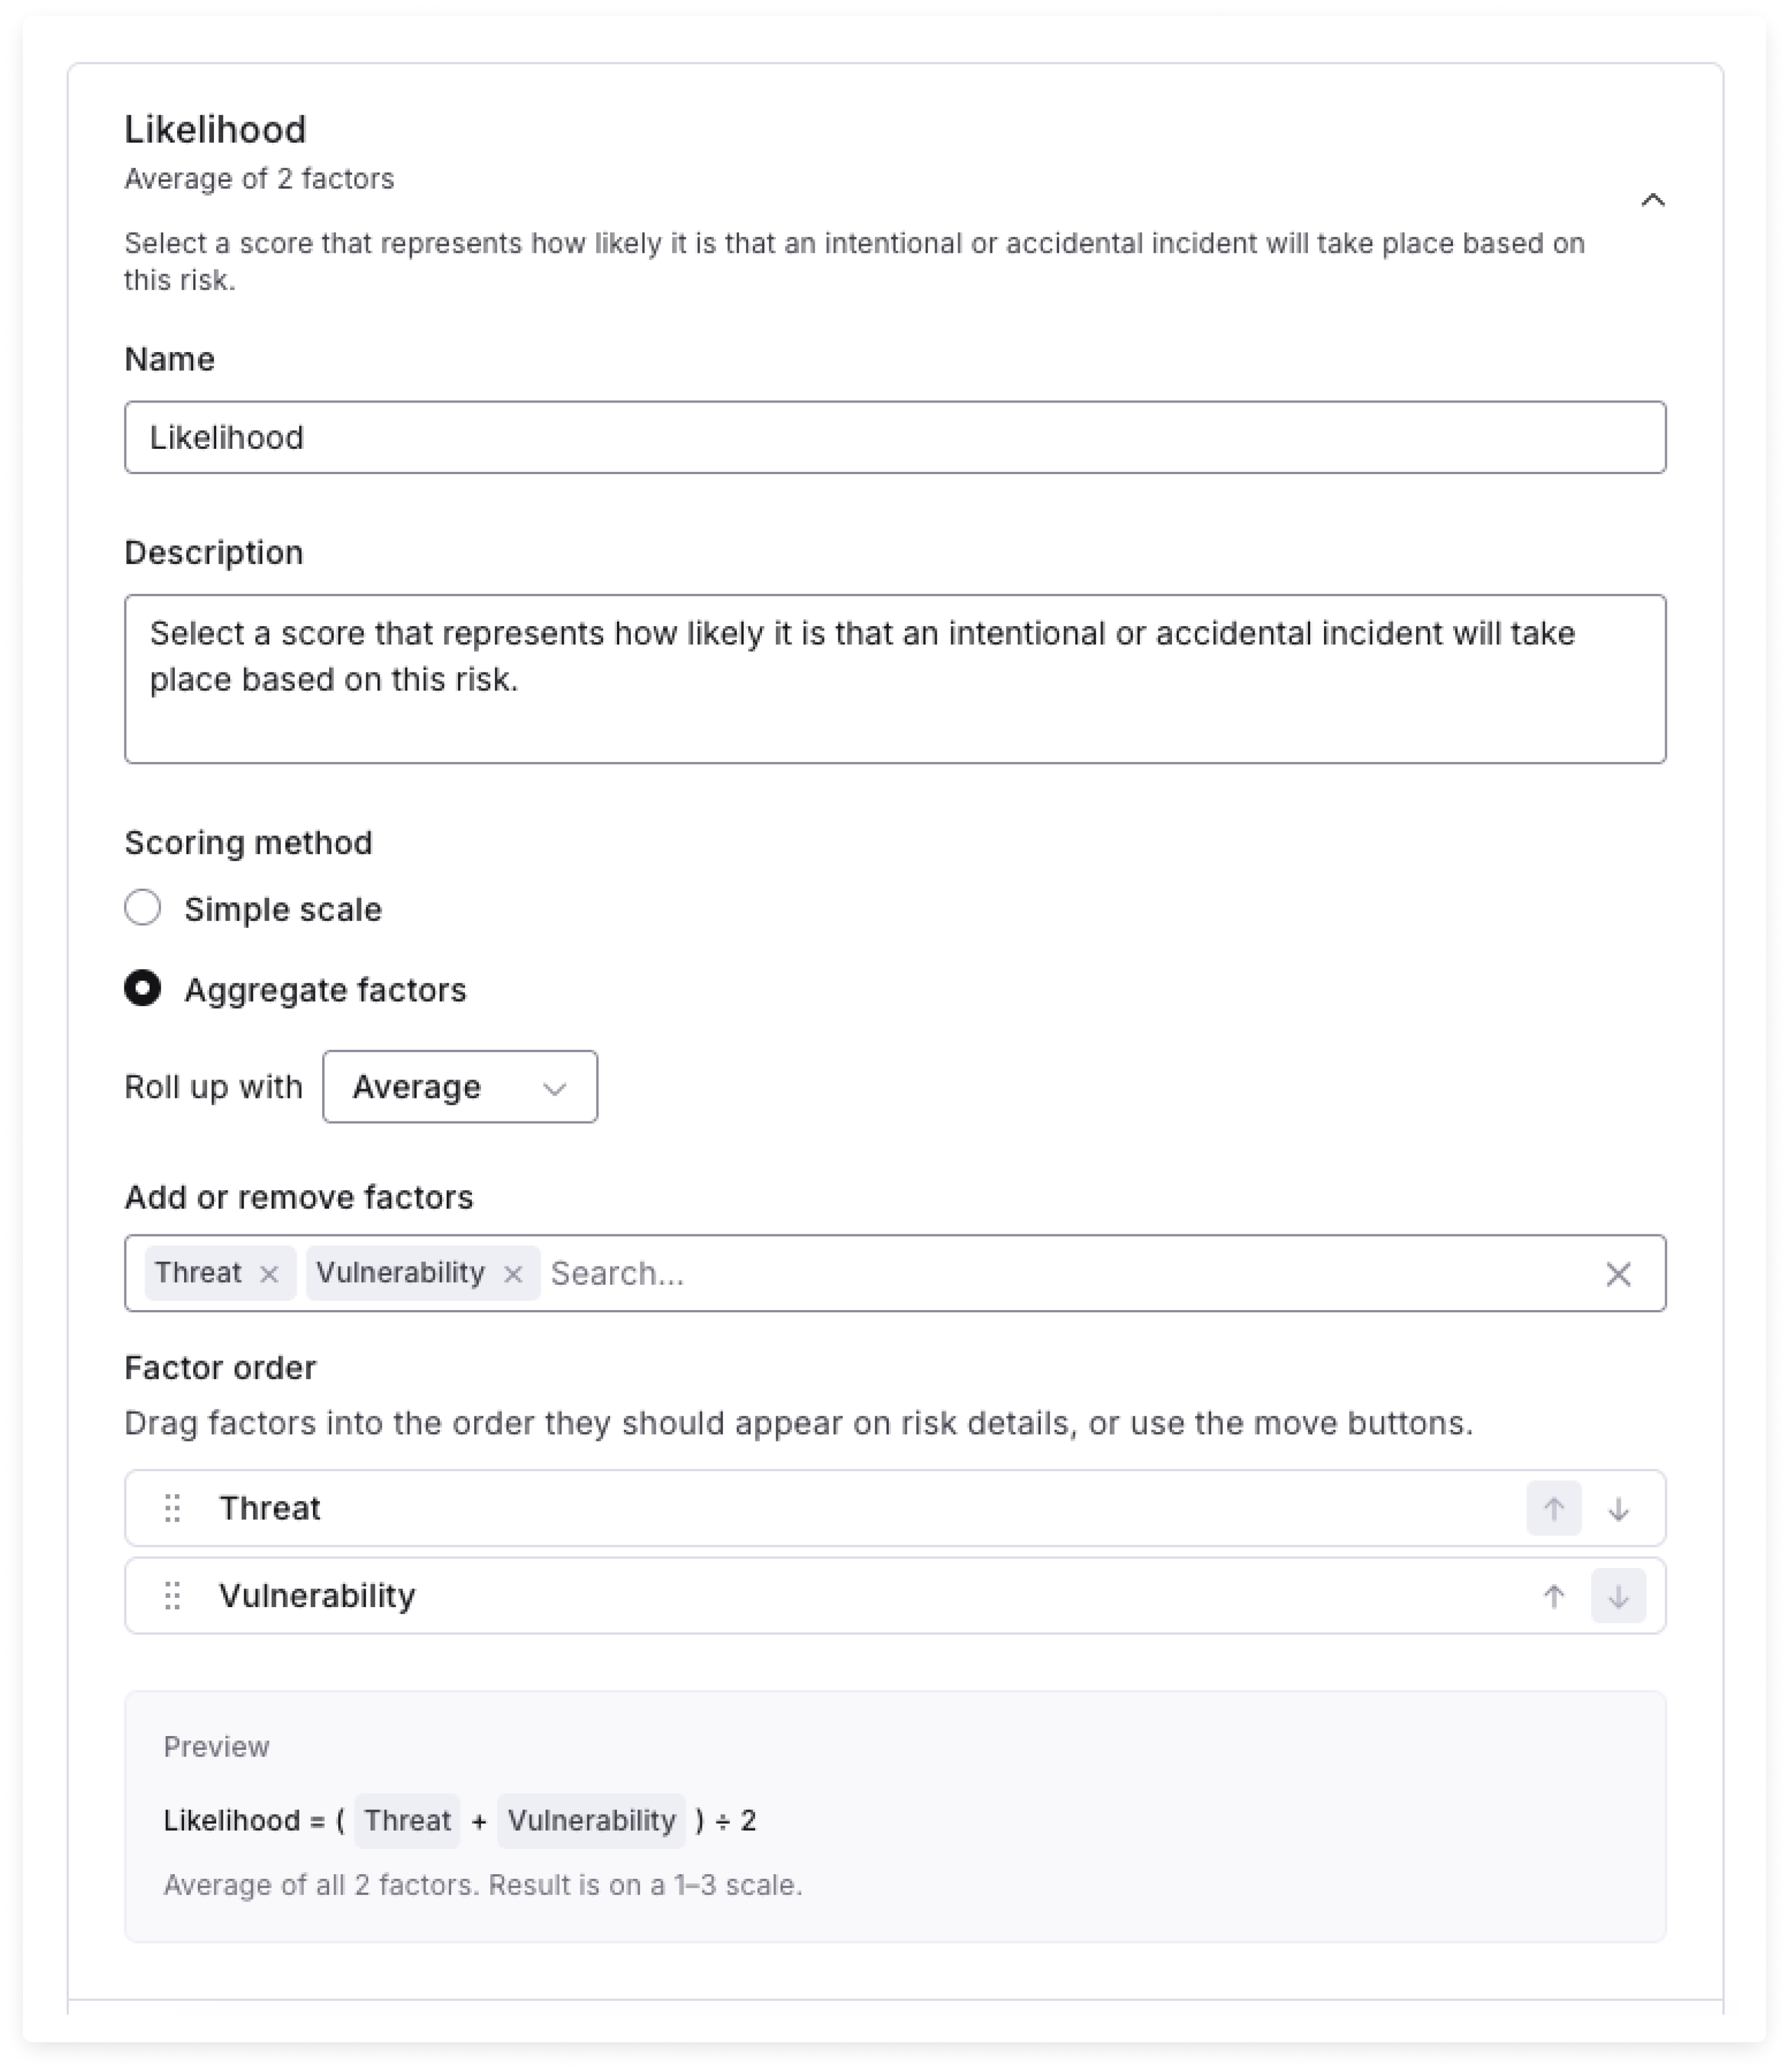 Likelihood
Average of 2 factors
Select a score that represents how likely it is that an intentional or accidental incident will take place based on
this risk.
Name
Likelihood
Description
Select a score that represents how likely it is that an intentional or accidental incident will take
place based on this risk.
Scoring method
Simple scale
Aggregate factors
Roll up with Average
Add or remove factors
Threat Vulnerability Search...
Factor order
Drag factors into the order they should appear on risk details, or use the move buttons.
Threat
Vulnerability
Preview
Likelihood = ( Threat + Vulnerability ) ÷ 2
Average of all 2 factors. Result is on a 1–3 scale.